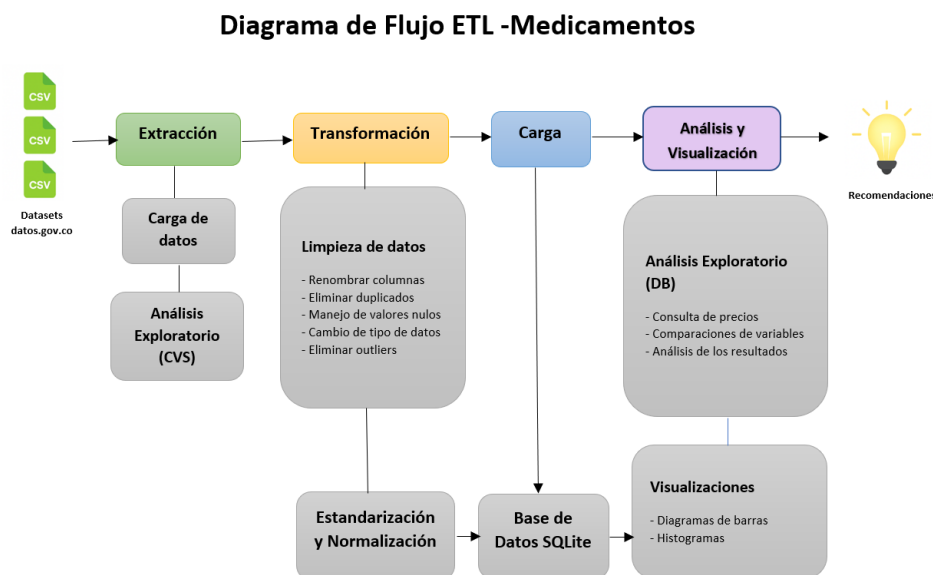 Diagrama de Flujo ETL -Medicamentos
CSV
CSV
CSV
Datasets
datos.gov.co
Extracción
Transformación
Carga
Análisis y
Visualización
Recomendaciones
Carga de
datos
Análisis
Exploratorio
(CVS)
Limpieza de datos
- Renombrar columnas
- Eliminar duplicados
- Manejo de valores nulos
- Cambio de tipo de datos
- Eliminar outliers
Análisis Exploratorio
(DB)
- Consulta de precios
- Comparaciones de variables
- Análisis de los resultados
Estandarización
y Normalización
Base de
Datos SQLite
Visualizaciones
- Diagramas de barras
- Histogramas